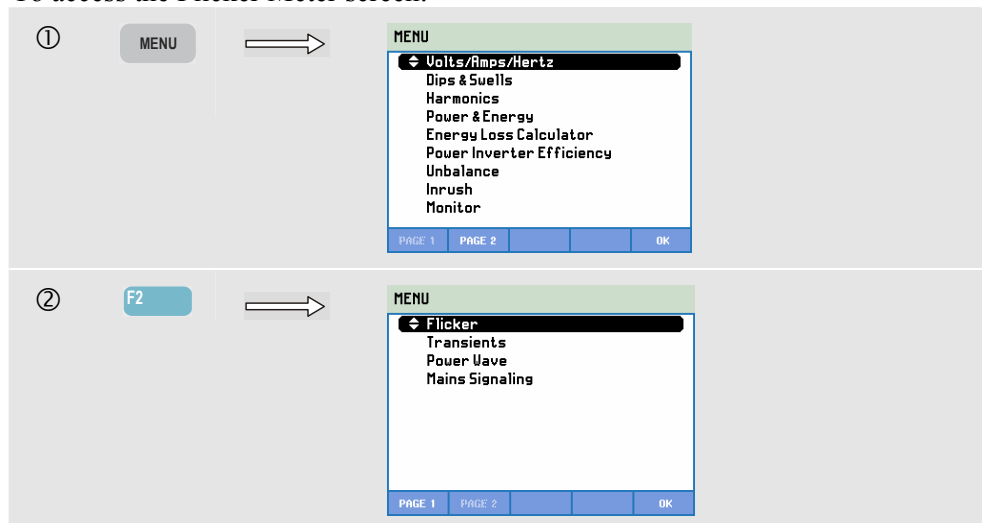 To access the Flicker Meter screen:
①
MENU
MENU
Volts/Amps/Hertz
Dips & Swells
Harmonics
Power & Energy
Energy Loss Calculator
Power Inverter Efficiency
Unbalance
Inrush
Monitor
PAGE 1 PAGE 2 OK
②
F2
MENU
Flicker
Transients
Power Wave
Mains Signaling
PAGE 1 PAGE 2 OK